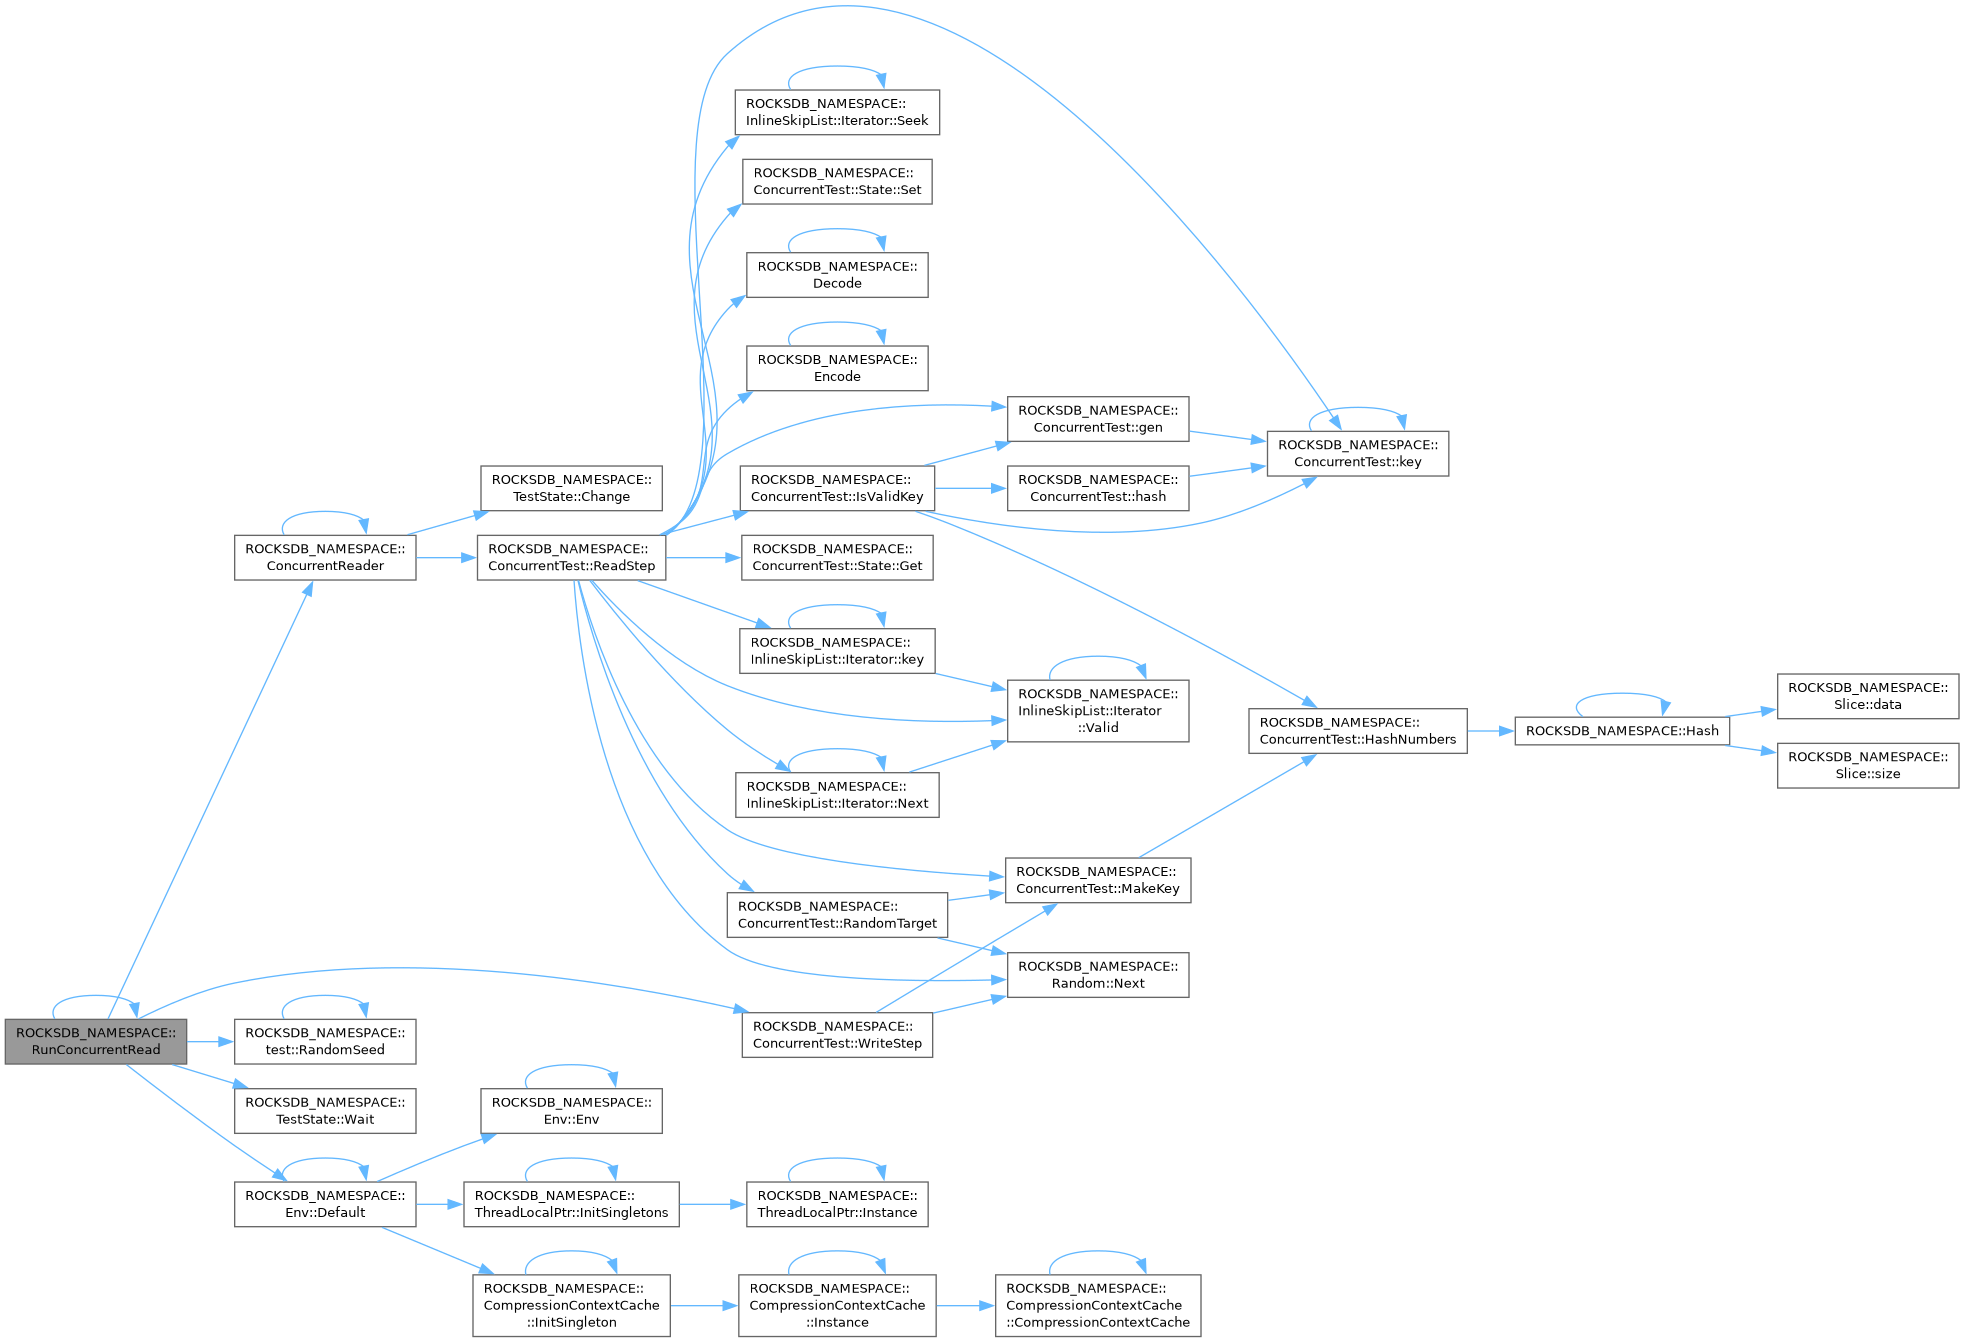 ROCKSDB_NAMESPACE::
InlineSkipList::Iterator::Seek
ROCKSDB_NAMESPACE::
ConcurrentTest::State::Set
ROCKSDB_NAMESPACE::
Decode
ROCKSDB_NAMESPACE::
Encode
ROCKSDB_NAMESPACE::
ConcurrentTest::gen
ROCKSDB_NAMESPACE::
ConcurrentTest::key
ROCKSDB_NAMESPACE::
TestState::Change
ROCKSDB_NAMESPACE::
ConcurrentTest::IsValidKey
ROCKSDB_NAMESPACE::
ConcurrentTest::hash
ROCKSDB_NAMESPACE::
ConcurrentReader
ROCKSDB_NAMESPACE::
ConcurrentTest::ReadStep
ROCKSDB_NAMESPACE::
ConcurrentTest::State::Get
ROCKSDB_NAMESPACE::
InlineSkipList::Iterator::key
ROCKSDB_NAMESPACE::
InlineSkipList::Iterator
::Valid
ROCKSDB_NAMESPACE::
Slice::data
ROCKSDB_NAMESPACE::
ConcurrentTest::HashNumbers
ROCKSDB_NAMESPACE::Hash
ROCKSDB_NAMESPACE::
Slice::size
ROCKSDB_NAMESPACE::
InlineSkipList::Iterator::Next
ROCKSDB_NAMESPACE::
ConcurrentTest::MakeKey
ROCKSDB_NAMESPACE::
ConcurrentTest::RandomTarget
ROCKSDB_NAMESPACE::
Random::Next
ROCKSDB_NAMESPACE::
RunConcurrentRead
ROCKSDB_NAMESPACE::
test::RandomSeed
ROCKSDB_NAMESPACE::
ConcurrentTest::WriteStep
ROCKSDB_NAMESPACE::
TestState::Wait
ROCKSDB_NAMESPACE::
Env::Env
ROCKSDB_NAMESPACE::
Env::Default
ROCKSDB_NAMESPACE::
ThreadLocalPtr::InitSingletons
ROCKSDB_NAMESPACE::
ThreadLocalPtr::Instance
ROCKSDB_NAMESPACE::
CompressionContextCache
::InitSingleton
ROCKSDB_NAMESPACE::
CompressionContextCache
::Instance
ROCKSDB_NAMESPACE::
CompressionContextCache
::CompressionContextCache